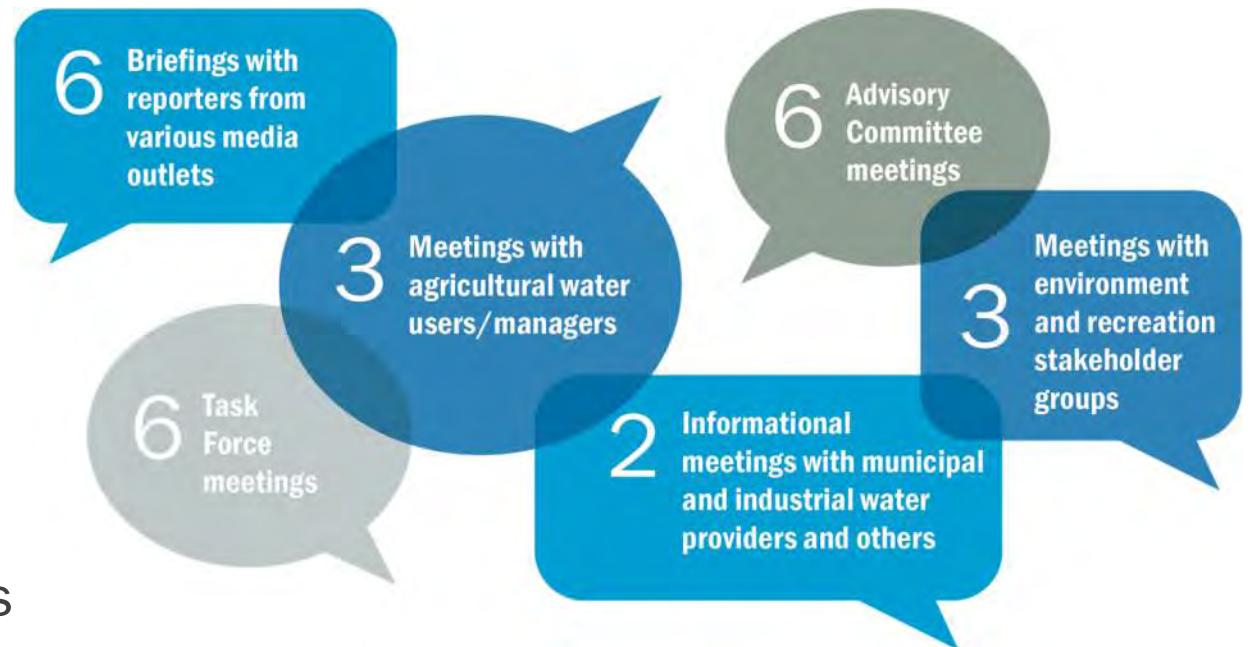 6 Briefings with
reporters from
various media
outlets
6 Advisory
Committee
meetings
3 Meetings with
agricultural water
users/managers
3 Meetings with
environment
and recreation
stakeholder
groups
6 Task
Force
meetings
2 Informational
meetings with municipal
and industrial water
providers and others
s